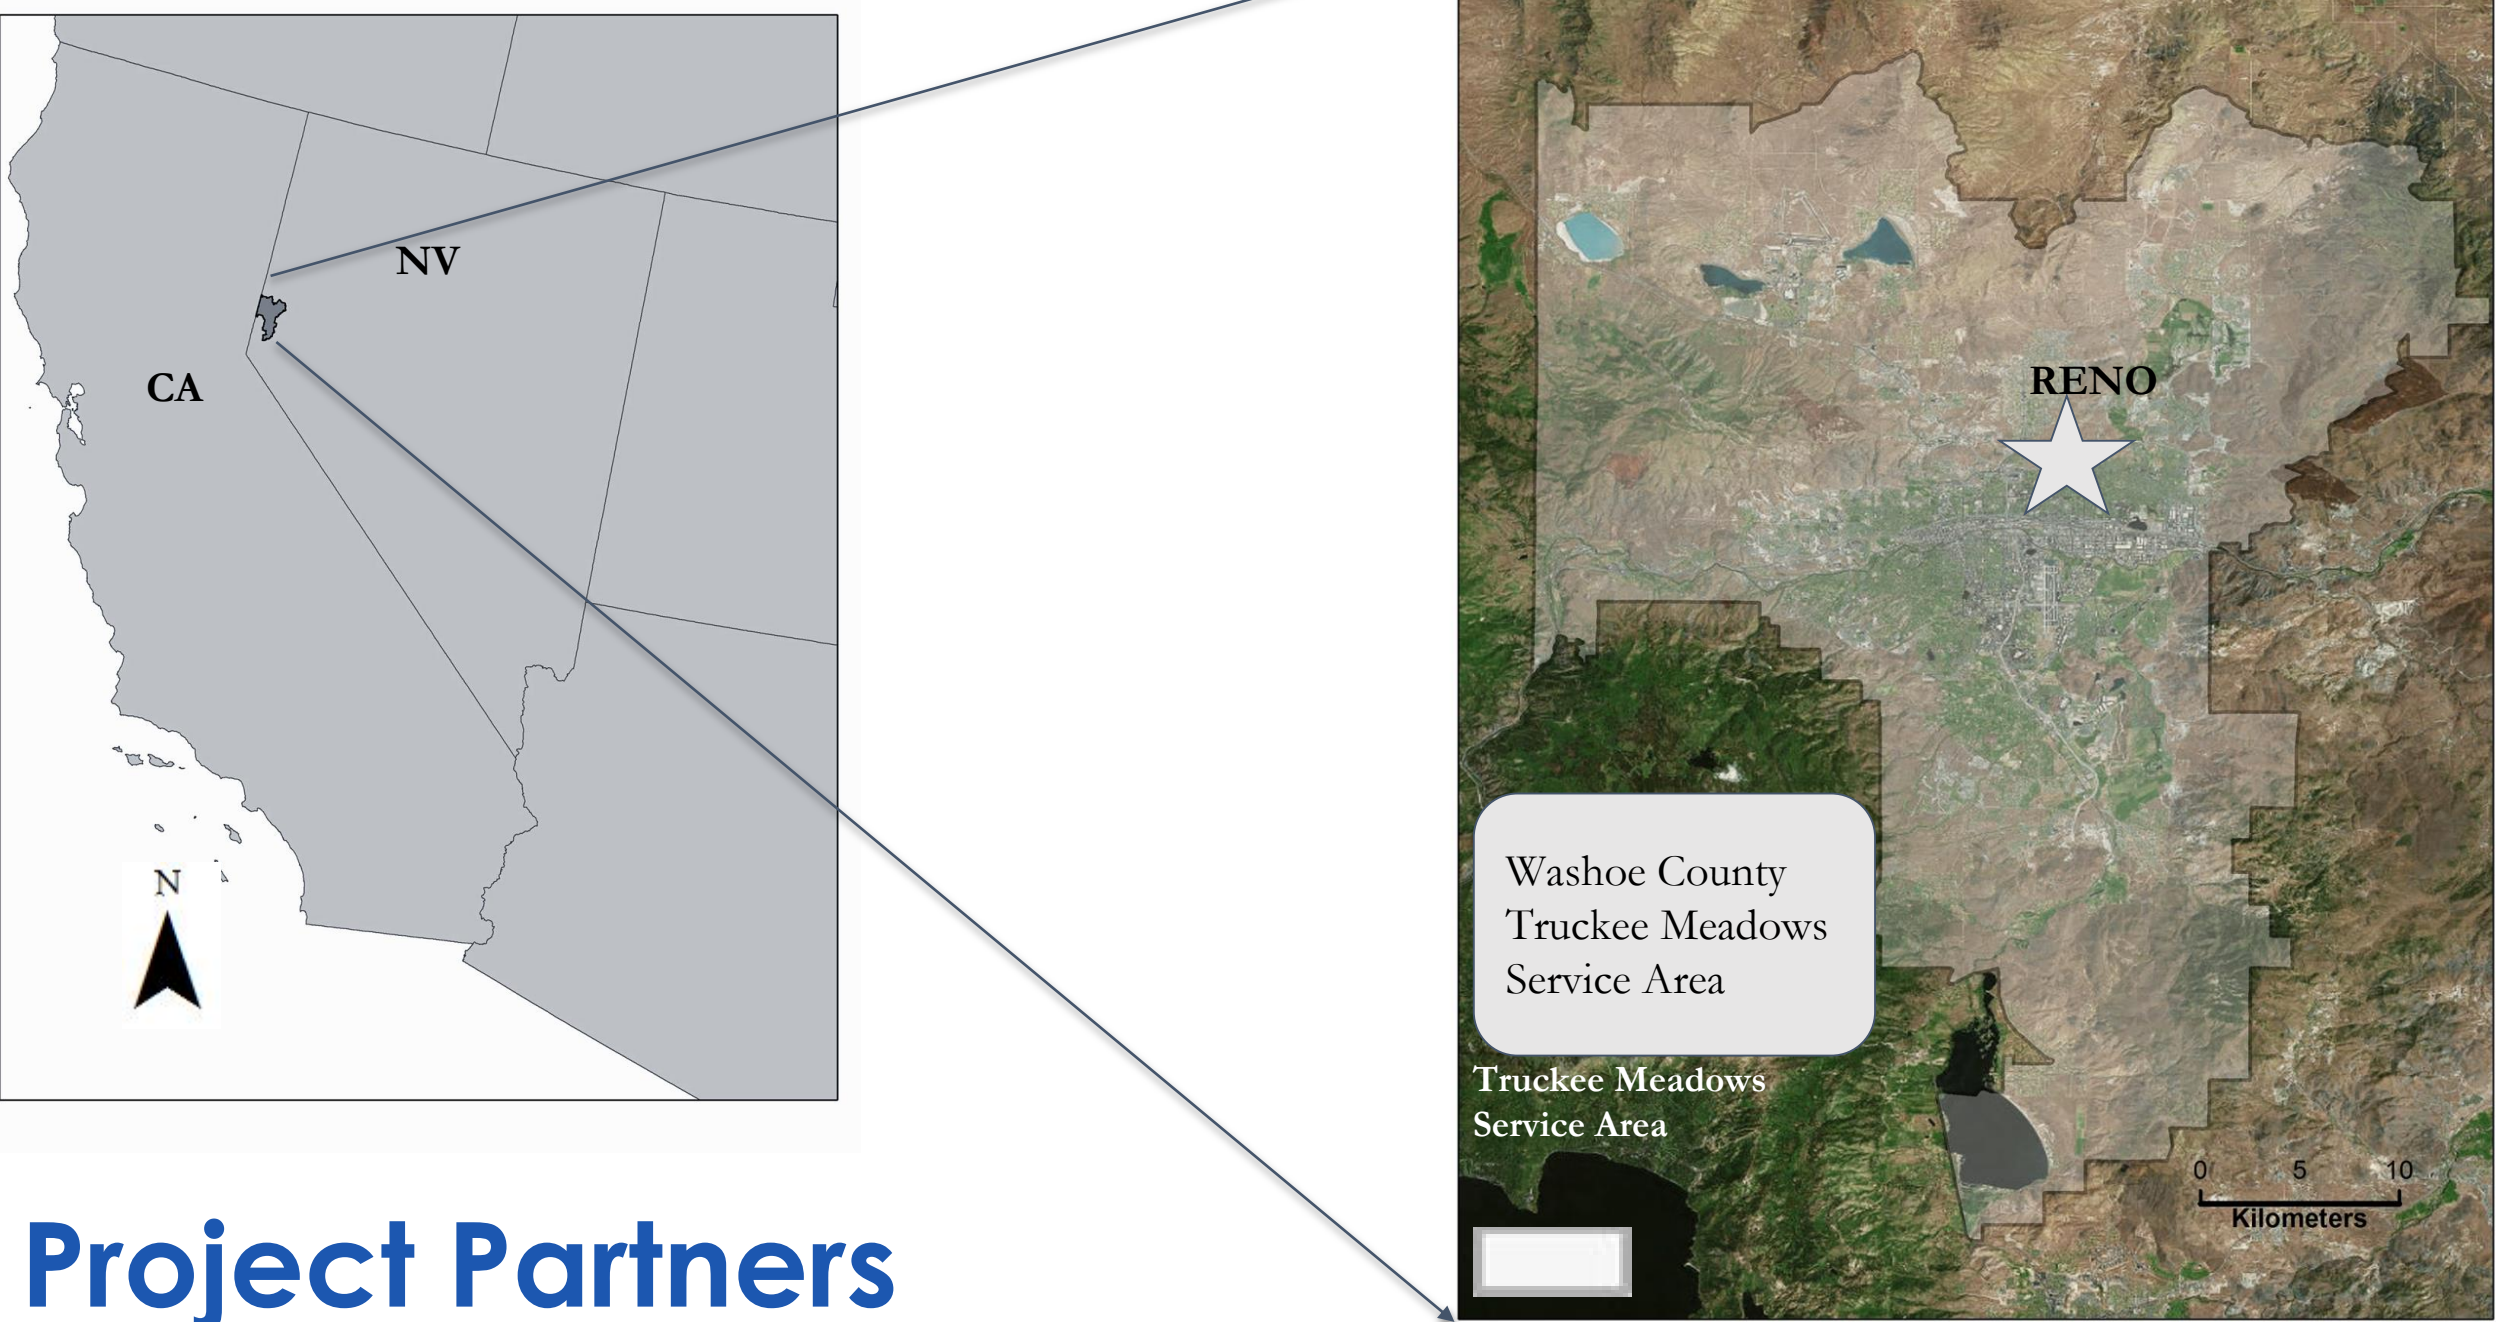 NV
CA
N
RENO
Washoe County
Truckee Meadows
Service Area
Truckee Meadows
Service Area
0 5 10
Kilometers
Project Partners